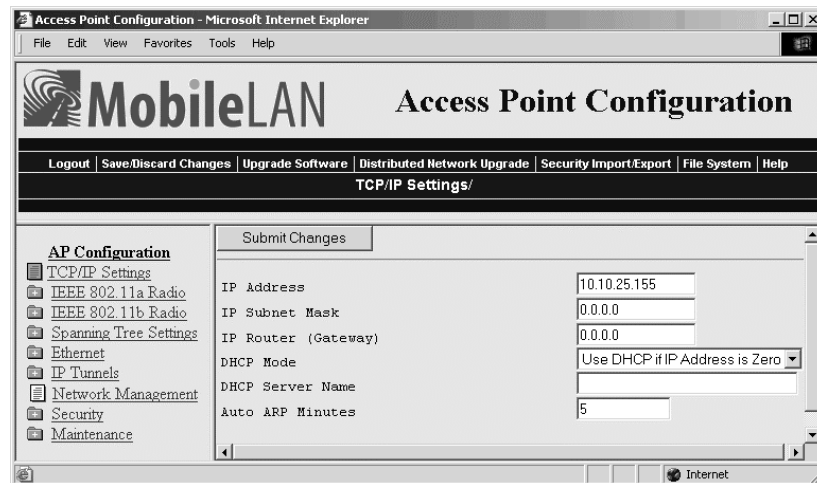 Access Point Configuration - Microsoft Internet Explorer
File Edit View Favorites Tools Help
MobileLAN Access Point Configuration
Logout | Save/Discard Changes | Upgrade Software | Distributed Network Upgrade | Security Import/Export | File System | Help
TCP/IP Settings/
AP Configuration
TCP/IP Settings
IEEE 802.11a Radio
IEEE 802.11b Radio
Spanning Tree Settings
Ethernet
IP Tunnels
Network Management
Security
Maintenance
Submit Changes
IP Address 10.10.25.155
IP Subnet Mask 0.0.0.0
IP Router (Gateway) 0.0.0.0
DHCP Mode Use DHCP if IP Address is Zero
DHCP Server Name
Auto ARP Minutes 5
Internet